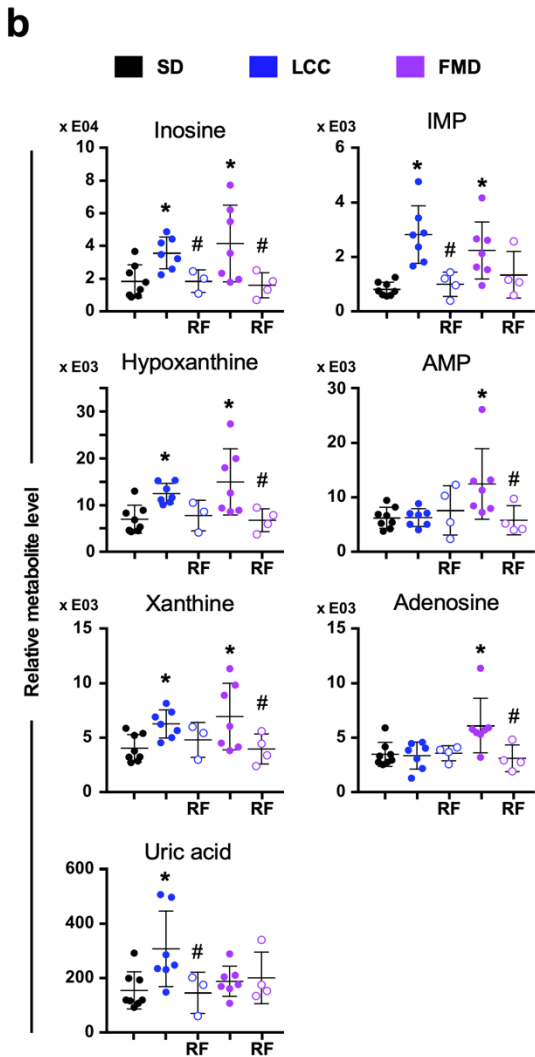 b
SD LCC FMD
Relative metabolite level
x E04 Inosine
10
8
6
4
2
0
* # * #
RF RF
x E03 IMP
6
4
2
0
* # *
RF RF
x E03 Hypoxanthine
30
20
10
0
* * #
RF RF
x E03 AMP
30
20
10
0
* #
RF RF
x E03 Xanthine
15
10
5
0
* * #
RF RF
x E03 Adenosine
15
10
5
0
* #
RF RF
Uric acid
600
400
200
0
* #
RF RF